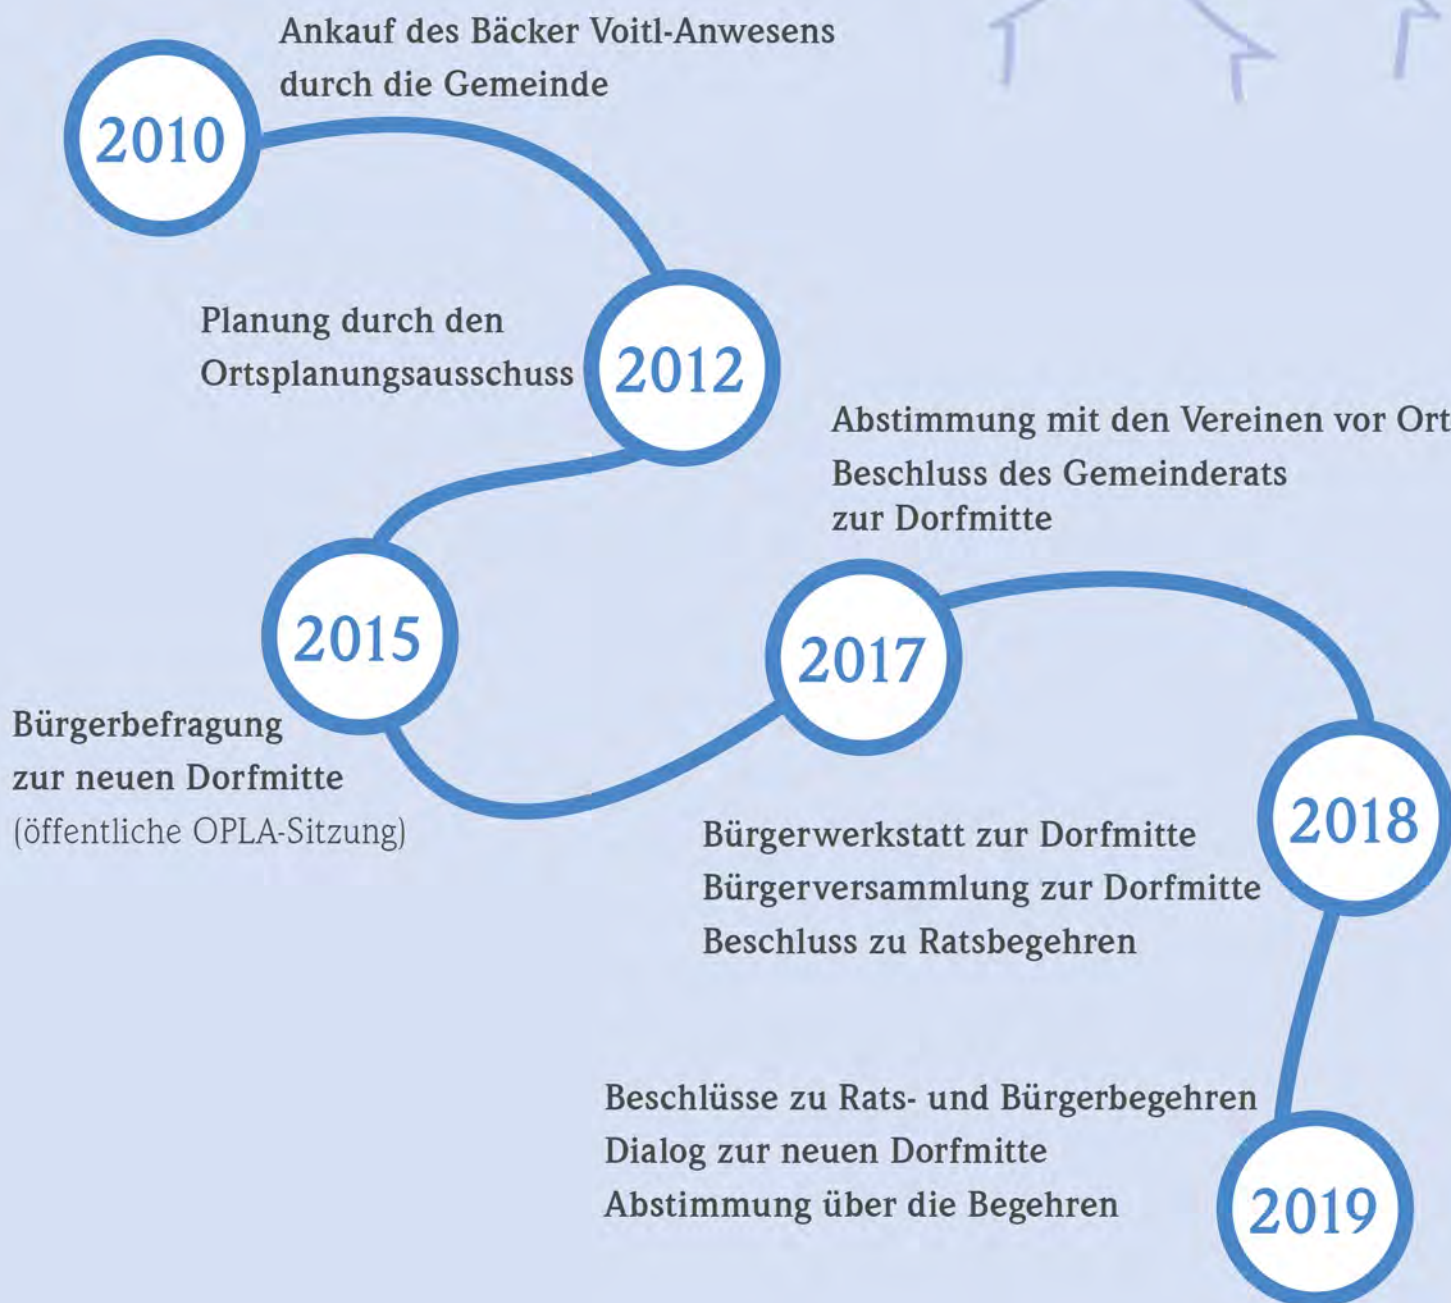 Ankauf des Bäcker Voitl-Anwesens
durch die Gemeinde
2010
Planung durch den
Ortsplanungsausschuss
2012
2015
Bürgerbefragung
zur neuen Dorfmitte
(öffentliche OPLA-Sitzung)
Abstimmung mit den Vereinen vor Ort
Beschluss des Gemeinderats
zur Dorfmitte
2017
2018
Bürgerwerkstatt zur Dorfmitte
Bürgerversammlung zur Dorfmitte
Beschluss zu Ratsbegehren
Beschlüsse zu Rats- und Bürgerbegehren
Dialog zur neuen Dorfmitte
Abstimmung über die Begehren
2019